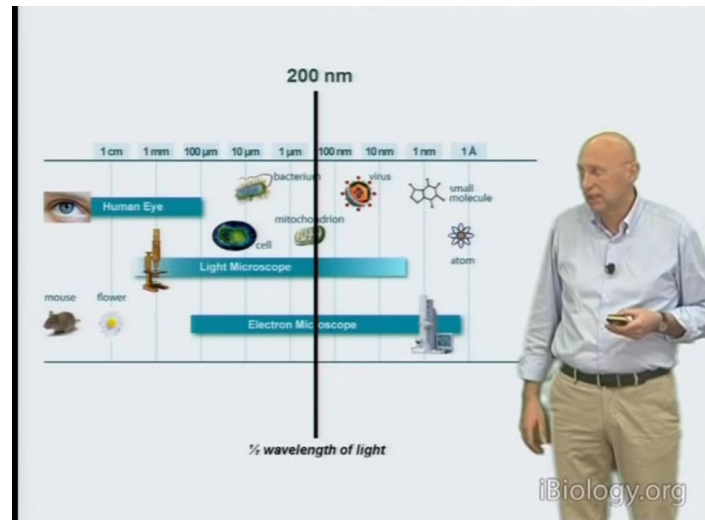 200 nm
1 cm 1 mm 100 µm 10 µm 1 µm 100 nm 10 nm 1 nm 1 Å
bacterium
virus
small
molecule
Human Eye
mitochondrion
cell
atom
Light Microscope
mouse
flower
Electron Microscope
½ wavelength of light
iBiology.org